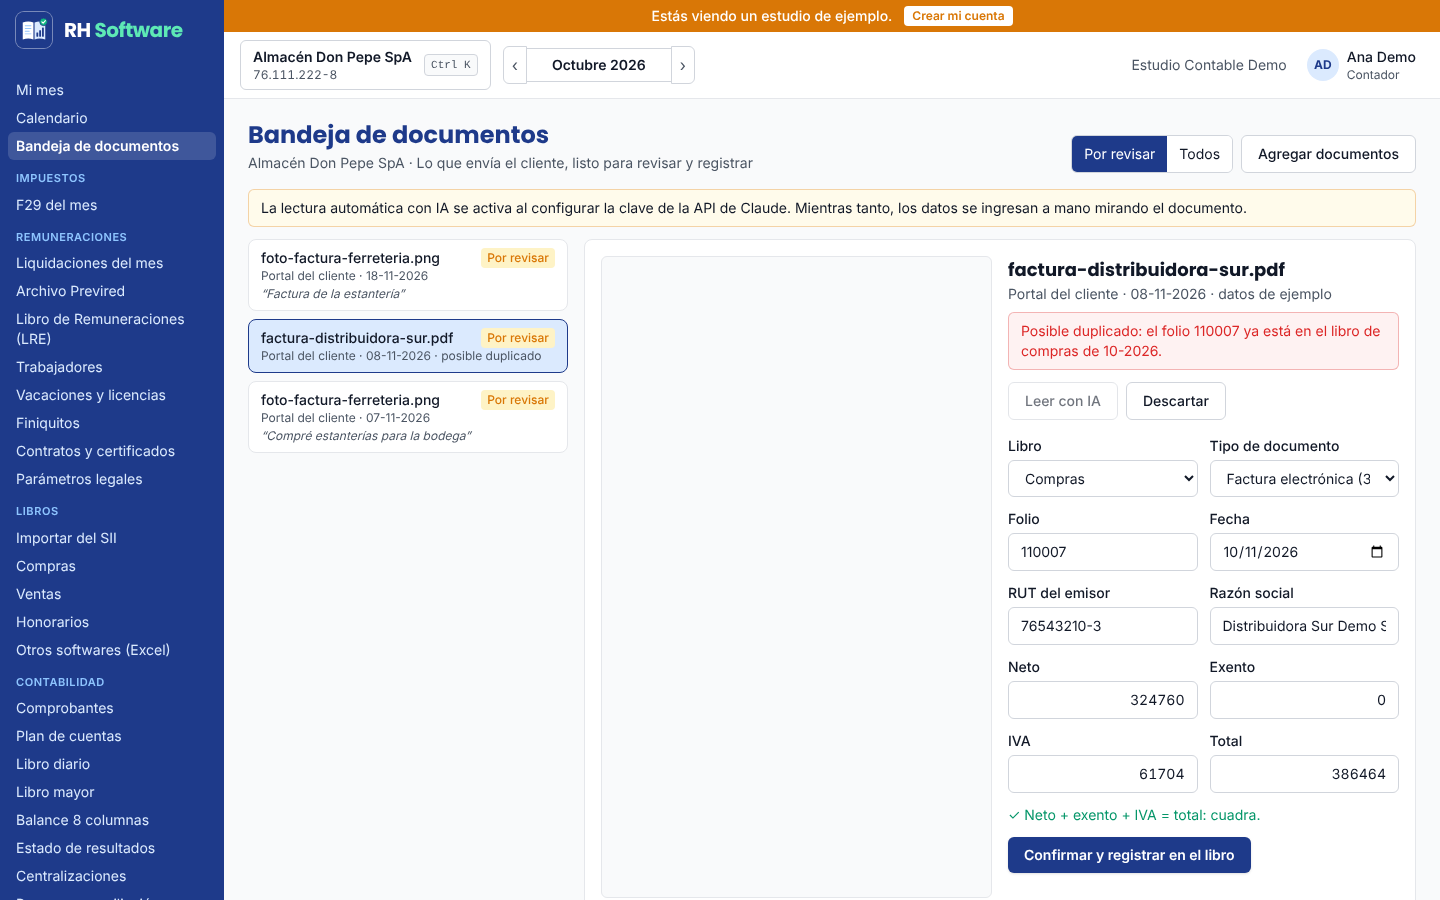 RH Software
Estás viendo un estudio de ejemplo. Crear mi cuenta
Almacén Don Pepe SpA
76.111.222-8
Ctrl K
‹ Octubre 2026 ›
Estudio Contable Demo
AD
Ana Demo
Contador
Mi mes
Calendario
Bandeja de documentos
IMPUESTOS
F29 del mes
REMUNERACIONES
Liquidaciones del mes
Archivo Previred
Libro de Remuneraciones
(LRE)
Trabajadores
Vacaciones y licencias
Finiquitos
Contratos y certificados
Parámetros legales
LIBROS
Importar del SII
Compras
Ventas
Honorarios
Otros softwares (Excel)
CONTABILIDAD
Comprobantes
Plan de cuentas
Libro diario
Libro mayor
Balance 8 columnas
Estado de resultados
Centralizaciones
Bandeja de documentos
Almacén Don Pepe SpA · Lo que envía el cliente, listo para revisar y registrar
Por revisar Todos Agregar documentos
La lectura automática con IA se activa al configurar la clave de la API de Claude. Mientras tanto, los datos se ingresan a mano mirando el documento.
foto-factura-ferreteria.png Por revisar
Portal del cliente · 18-11-2026
“Factura de la estantería”
factura-distribuidora-sur.pdf Por revisar
Portal del cliente · 08-11-2026 · posible duplicado
foto-factura-ferreteria.png Por revisar
Portal del cliente · 07-11-2026
“Compré estanterías para la bodega”
factura-distribuidora-sur.pdf
Portal del cliente · 08-11-2026 · datos de ejemplo
Posible duplicado: el folio 110007 ya está en el libro de
compras de 10-2026.
Leer con IA Descartar
Libro Tipo de documento
Compras Factura electrónica (3
Folio Fecha
110007 10/11/2026
RUT del emisor Razón social
76543210-3 Distribuidora Sur Demo S
Neto Exento
324760 0
IVA Total
61704 386464
✓ Neto + exento + IVA = total: cuadra.
Confirmar y registrar en el libro